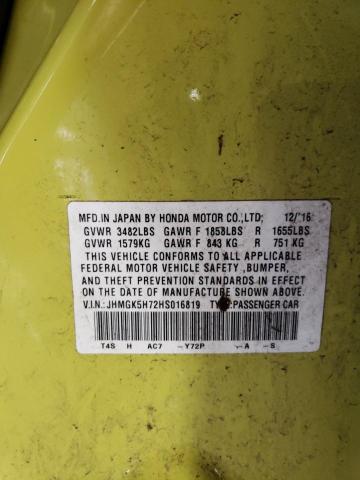 MFD.IN JAPAN BY HONDA MOTOR CO.,LTD; 12/'16
GVWR 3482LBS GAWR F 1853LBS R 1655LBS
GVWR 1579KG GAWR F 843 KG R 751 KG
THIS VEHICLE CONFORMS TO ALL APPLICABLE
FEDERAL MOTOR VEHICLE SAFETY ,BUMPER,
AND THEFT PREVENTION STANDARDS IN EFFECT
ON THE DATE OF MANUFACTURE SHOWN ABOVE.
V.I.N.: JHMGK5H72HS016819 PASSENGER CAR
T4S H AC7 -Y72P -A -S